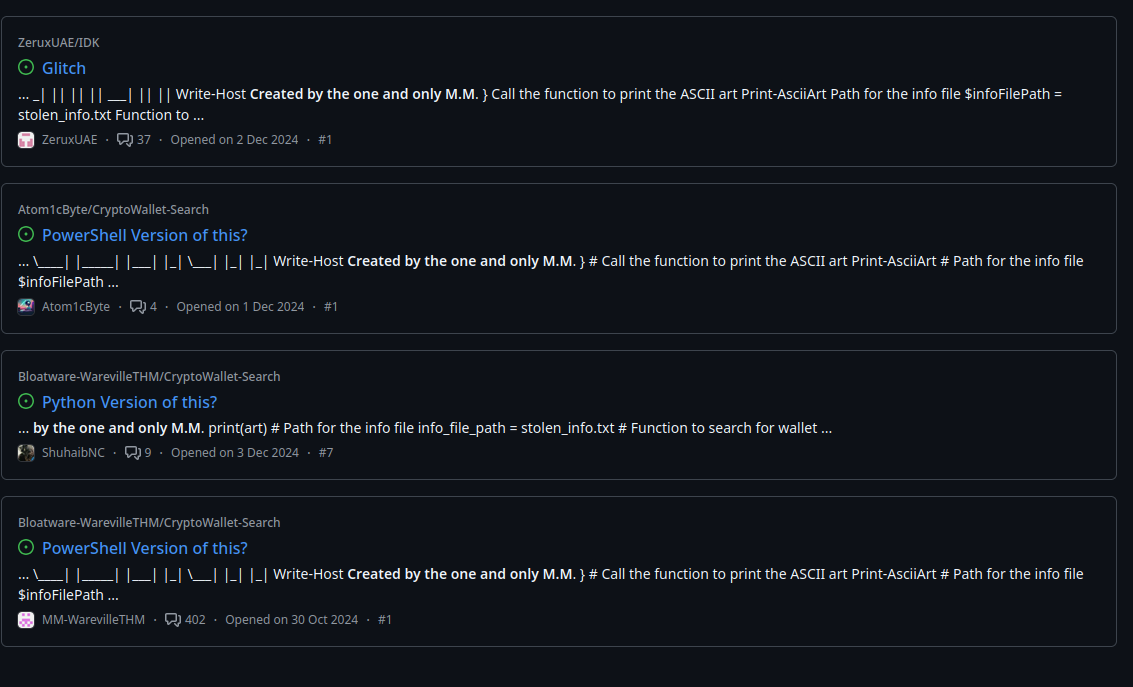 ZeruxUAE/IDK
Glitch
... _| || || || ___| || || Write-Host Created by the one and only M.M. } Call the function to print the ASCII art Print-AsciiArt Path for the info file $infoFilePath =
stolen_info.txt Function to ...
ZeruxUAE · 37 · Opened on 2 Dec 2024 · #1
Atom1cByte/CryptoWallet-Search
PowerShell Version of this?
... \____| |_____| |___| |_| \___| |_| |_| Write-Host Created by the one and only M.M. } # Call the function to print the ASCII art Print-AsciiArt # Path for the info file
$infoFilePath ...
Atom1cByte · 4 · Opened on 1 Dec 2024 · #1
Bloatware-WarevilleTHM/CryptoWallet-Search
Python Version of this?
... by the one and only M.M. print(art) # Path for the info file info_file_path = stolen_info.txt # Function to search for wallet ...
ShuhaibNC · 9 · Opened on 3 Dec 2024 · #7
Bloatware-WarevilleTHM/CryptoWallet-Search
PowerShell Version of this?
... \____| |_____| |___| |_| \___| |_| |_| Write-Host Created by the one and only M.M. } # Call the function to print the ASCII art Print-AsciiArt # Path for the info file
$infoFilePath ...
MM-WarevilleTHM · 402 · Opened on 30 Oct 2024 · #1